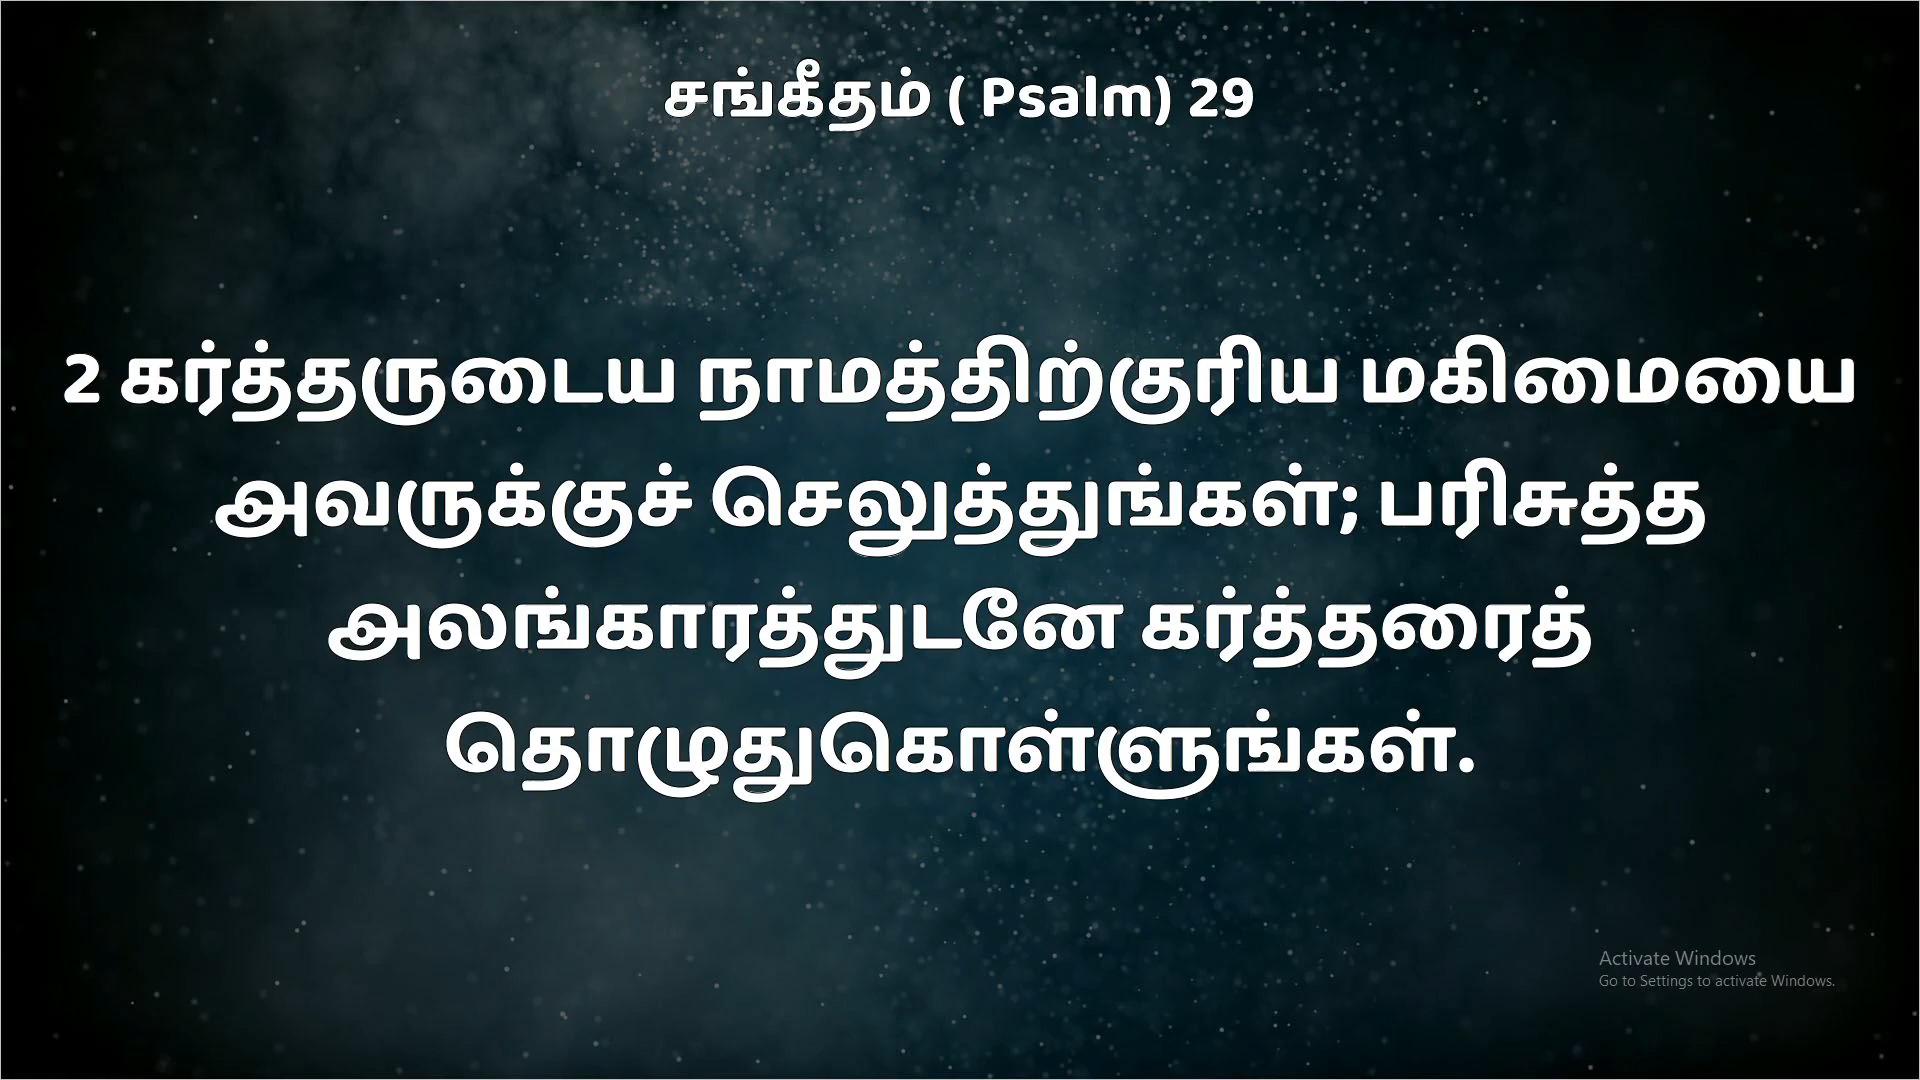 சங்கீதம் ( Psalm) 29
2 கர்த்தருடைய நாமத்திற்குரிய மகிமையை
அவருக்குச் செலுத்துங்கள்; பரிசுத்த
அலங்காரத்துடனே கர்த்தரைத்
தொழுதுகொள்ளுங்கள்.
Activate Windows
Go to Settings to activate Windows.